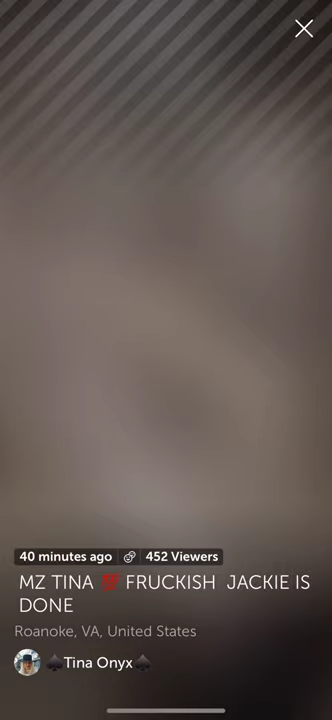 40 minutes ago 452 Viewers
MZ TINA 💯 FRUCKISH JACKIE IS
DONE
Roanoke, VA, United States
♠️Tina Onyx♠️